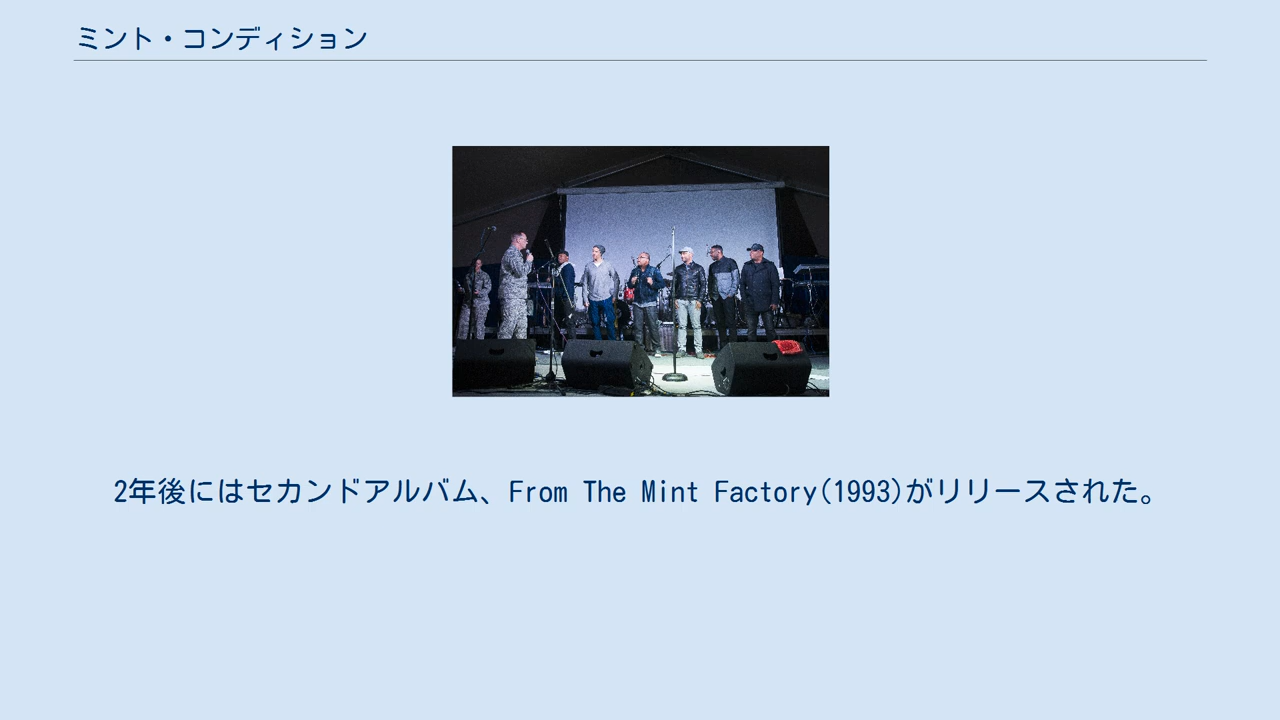 ミント・コンディション
2年後にはセカンドアルバム、From The Mint Factory(1993)がリリースされた。